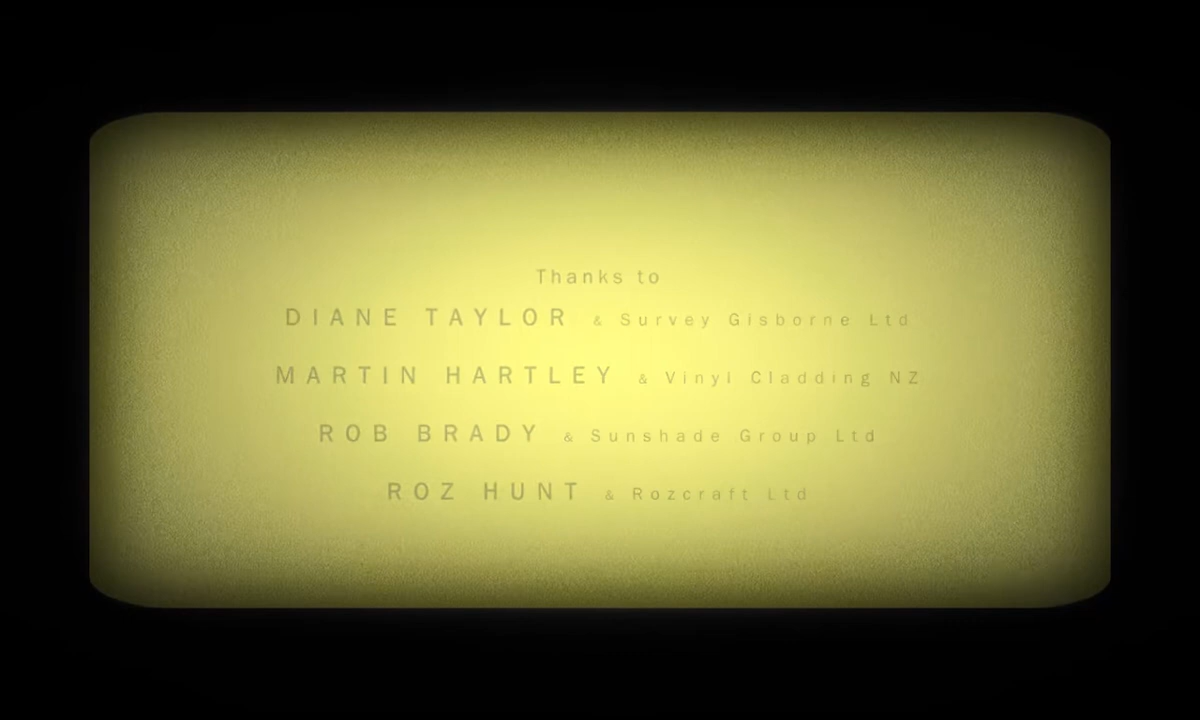 Thanks to
DIANE TAYLOR & Survey Gisborne Ltd
MARTIN HARTLEY & Vinyl Cladding NZ
ROB BRADY & Sunshade Group Ltd
ROZ HUNT & Rozcraft Ltd